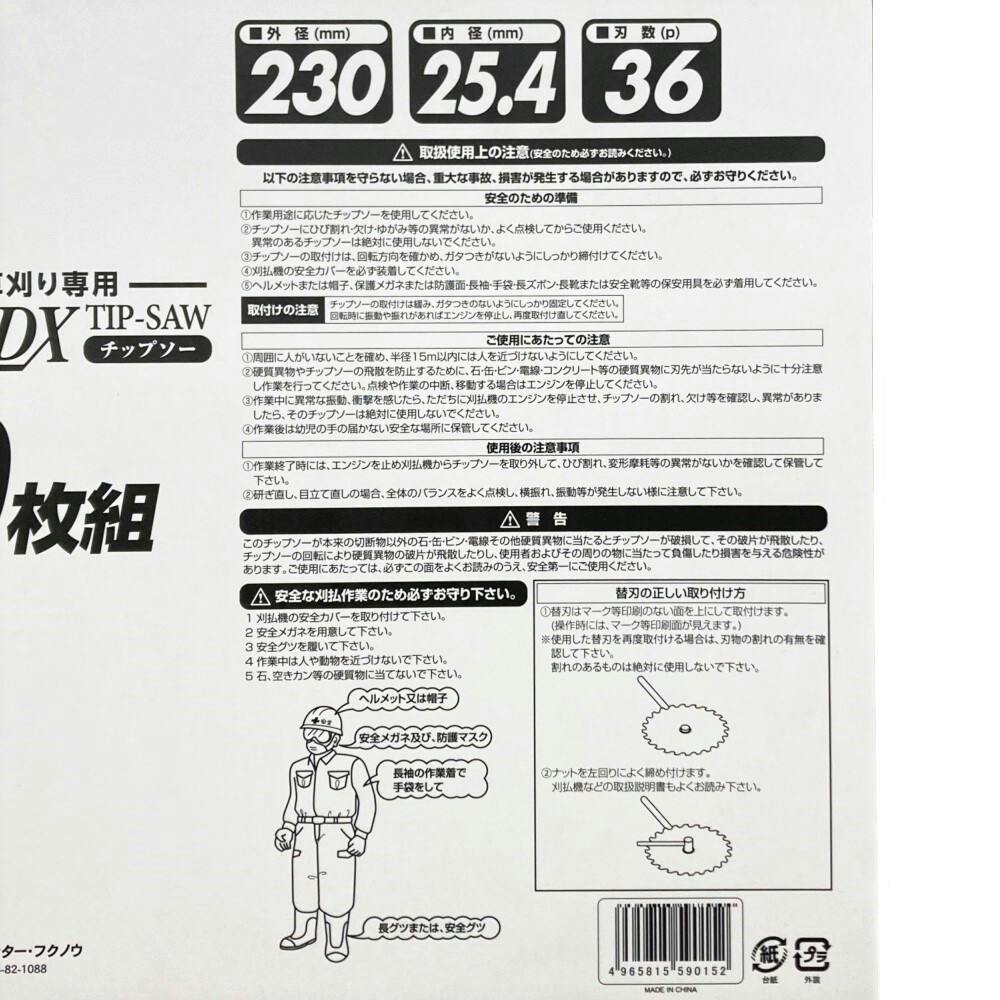 ■外 径(mm)
230
■内 径(mm)
25.4
■刃 数(p)
36
⚠ 取扱使用上の注意(安全のため必ずお読みください。)
以下の注意事項を守らない場合、重大な事故、損害が発生する場合がありますので、必ずお守りください。
安全のための準備
①作業用途に応じたチップソーを使用してください。
②チップソーにひび割れ・欠け・ゆがみ等の異常がないか、よく点検してからご使用ください。
異常のあるチップソーは絶対に使用しないでください。
③チップソーの取付けは、回転方向を確かめ、ガタつきがないようにしっかり締付けてください。
④刈払機の安全カバーを必ず装着してください。
⑤ヘルメットまたは帽子、保護メガネまたは防護面・長袖・手袋・長ズボン・長靴または安全靴等の保安用具を必ず着用してください。
取付けの注意
チップソーの取付けは緩み、ガタつきのないようにしっかり固定してください。
回転時に振動や振れがあればエンジンを停止し、再度取付け直してください。
ご使用にあたっての注意
①周囲に人がいないことを確め、半径15m以内には人を近づけないようにしてください。
②硬質異物やチップソーの飛散を防止するために、石・缶・ビン・電線・コンクリート等の硬質異物に刃先が当たらないように十分注意
し作業を行ってください。点検や作業の中断、移動する場合はエンジンを停止してください。
③作業中に異常な振動、衝撃を感じたら、ただちに刈払機のエンジンを停止させ、チップソーの割れ、欠け等を確認し、異常がありま
したら、そのチップソーは絶対に使用しないでください。
④作業後は幼児の手の届かない安全な場所に保管してください。
使用後の注意事項
①作業終了時には、エンジンを止め刈払機からチップソーを取り外して、ひび割れ、変形摩耗等の異常がないかを確認して保管して
下さい。
②研ぎ直し、目立て直しの場合、全体のバランスをよく点検し、横振れ、振動等が発生しない様に注意して下さい。
⚠ 警 告
このチップソーが本来の切断物以外の石・缶・ビン・電線その他硬質異物に当たるとチップソーが破損して、その破片が飛散したり、
チップソーの回転により硬質異物の破片が飛散したりし、使用者およびその周りの物に当たって負傷したり損害を与える危険性が
があります。ご使用にあたっては、必ずこの面をよくお読みのうえ、安全第一にご使用ください。
⚠ 安全な刈払作業のため必ずお守り下さい。
1 刈払機の安全カバーを取り付けて下さい。
2 安全メガネを用意して下さい。
3 安全グツを履いて下さい。
4 作業中は人や動物を近づけないで下さい。
5 石、空きカン等の硬質物に当てないで下さい。
ヘルメット又は帽子
安全
安全メガネ及び、防護マスク
長袖の作業着で
手袋をして
長グツまたは、安全グツ
替刃の正しい取り付け方
①替刃はマーク等印刷のない面を上にして取付けます。
(操作時には、マーク等印刷面が見えます。)
※使用した替刃を再度取付ける場合は、刃物の割れの有無を確
認して下さい。
割れのあるものは絶対に使用しないで下さい。
②ナットを左回りによく締め付けます。
刈払機などの取扱説明書もよくお読み下さい。
刈り専用
DX TIP-SAW
チップソー
枚組
ター・フクノウ
-82-1088
4 965815 590152
MADE IN CHINA
紙
台紙
プラ
外装